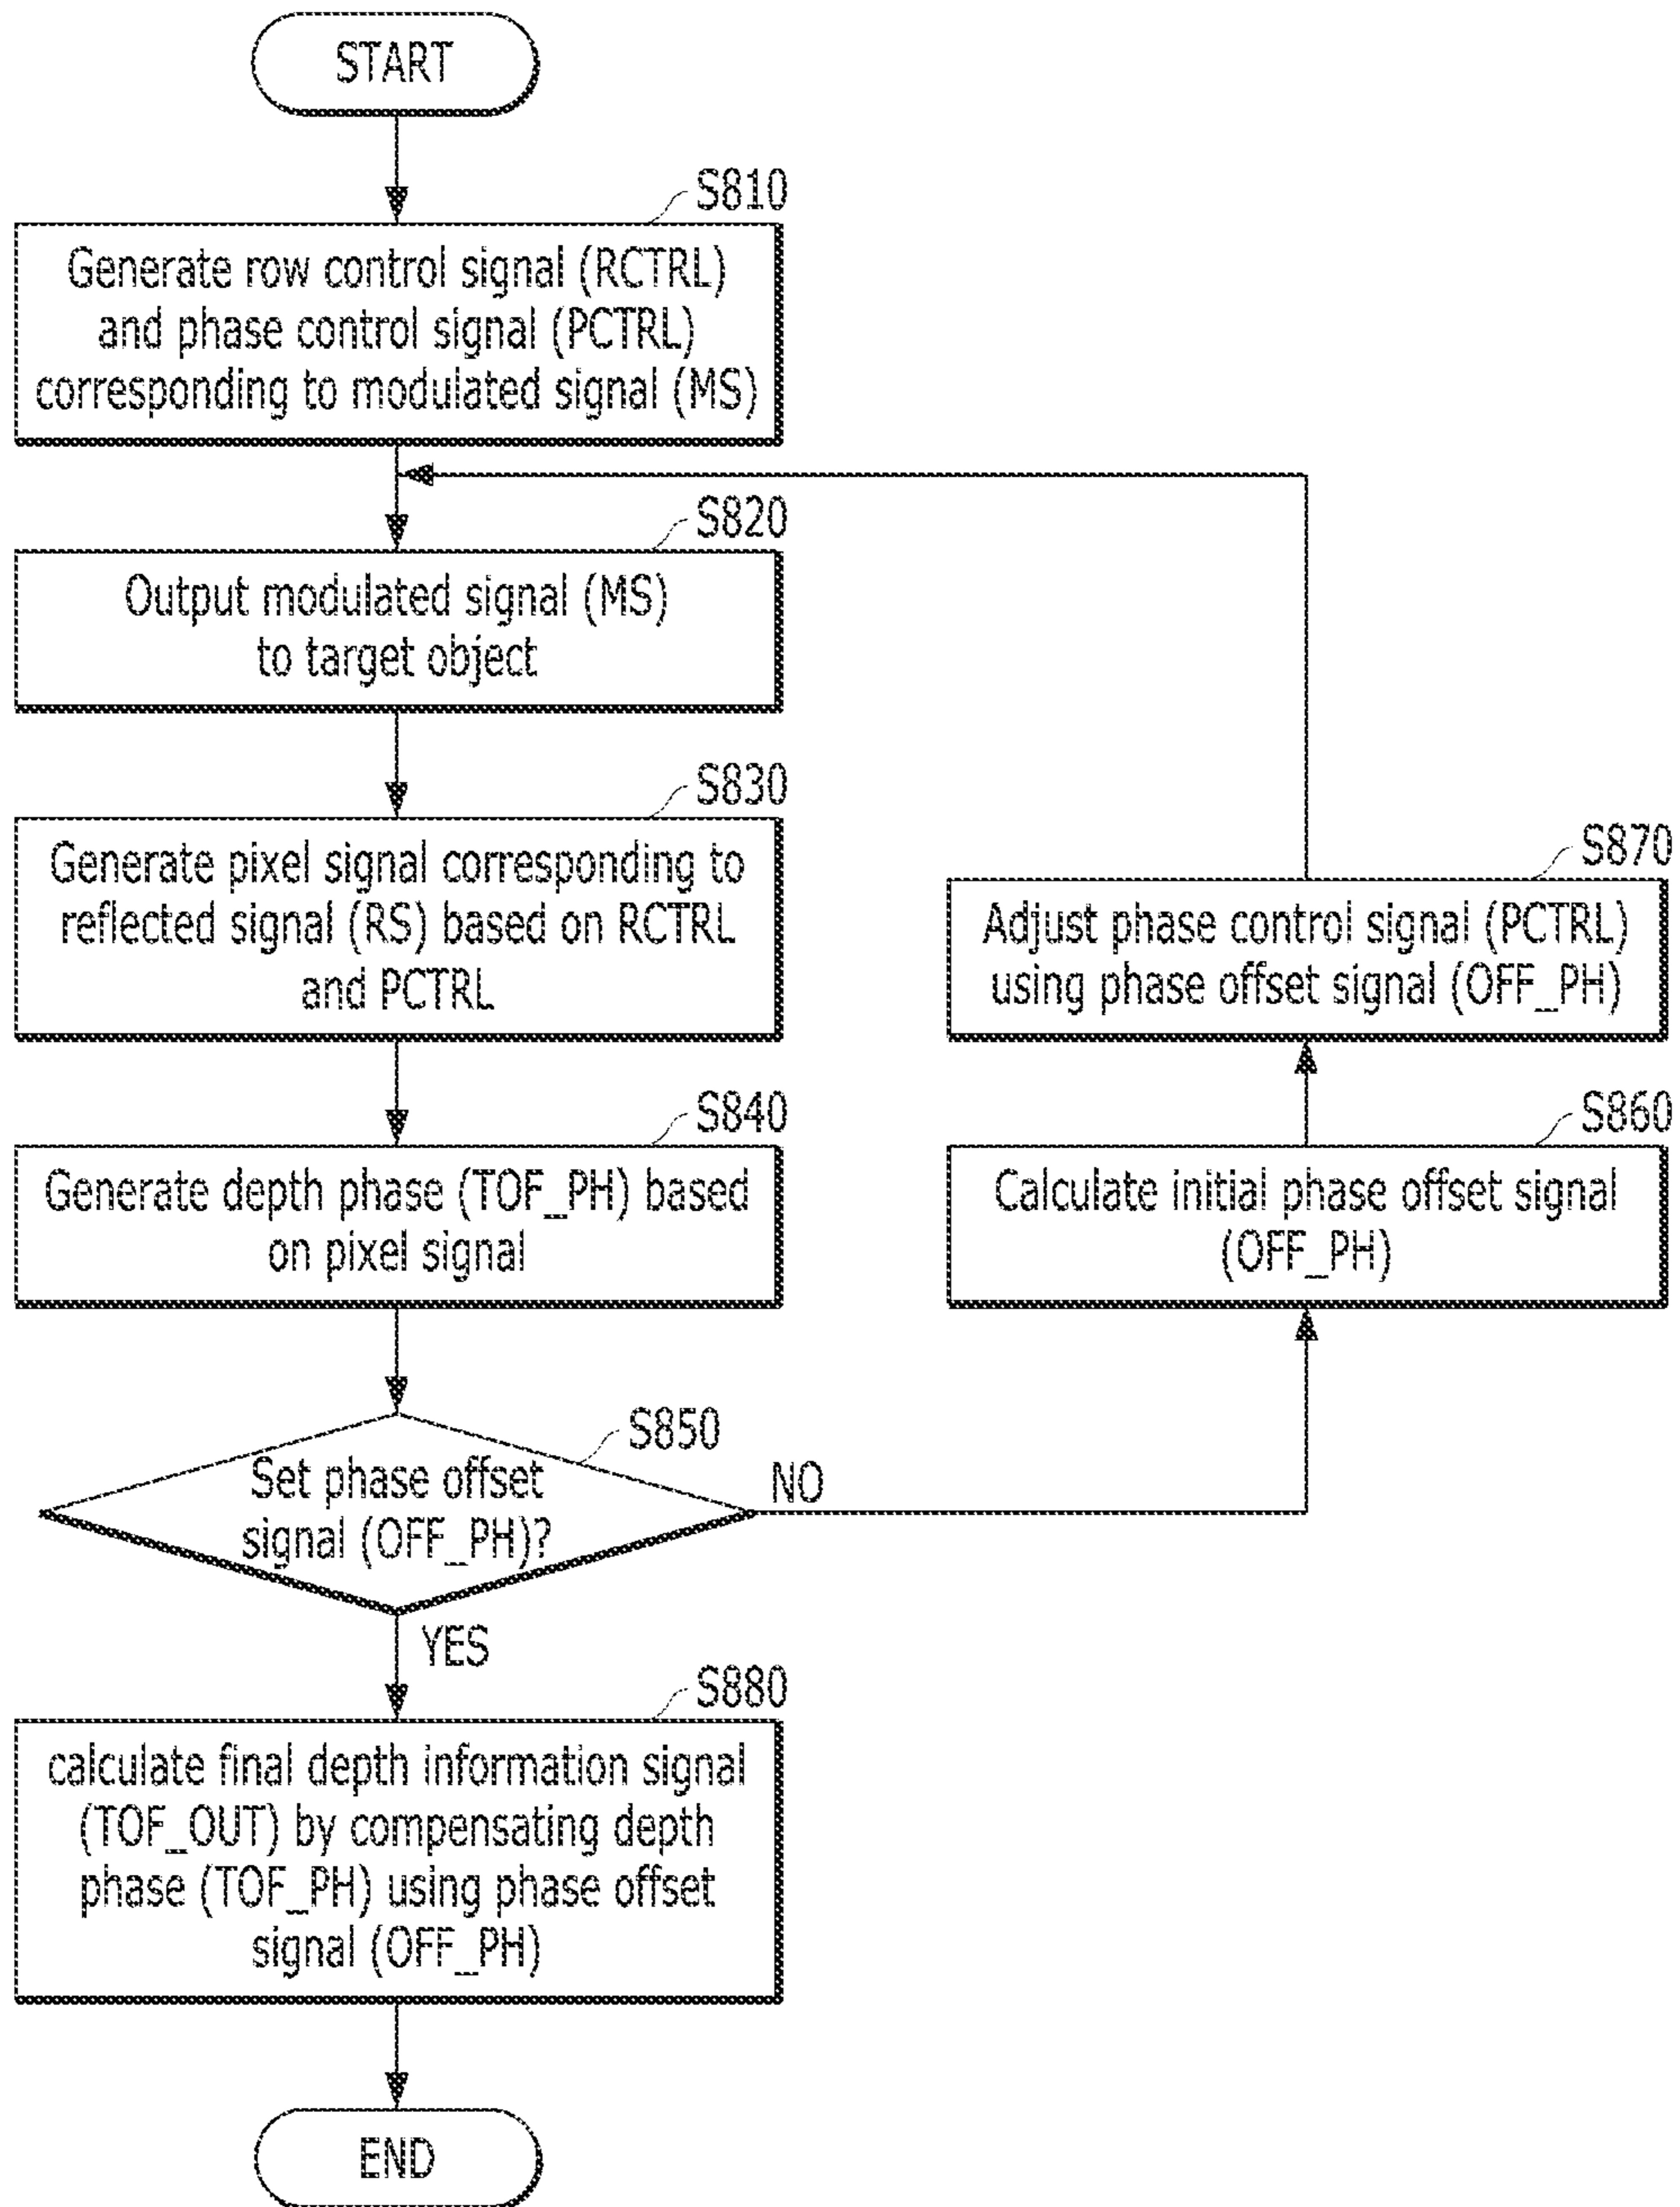 START
S810
Generate row control signal (RCTRL)
and phase control signal (PCTRL)
corresponding to modulated signal (MS)
S820
Output modulated signal (MS)
to target object
S830
Generate pixel signal corresponding to
reflected signal (RS) based on RCTRL
and PCTRL
S840
Generate depth phase (TOF_PH) based
on pixel signal
S850
Set phase offset
signal (OFF_PH)?
NO
YES
S860
Calculate initial phase offset signal
(OFF_PH)
S870
Adjust phase control signal (PCTRL)
using phase offset signal (OFF_PH)
S880
calculate final depth information signal
(TOF_OUT) by compensating depth
phase (TOF_PH) using phase offset
signal (OFF_PH)
END